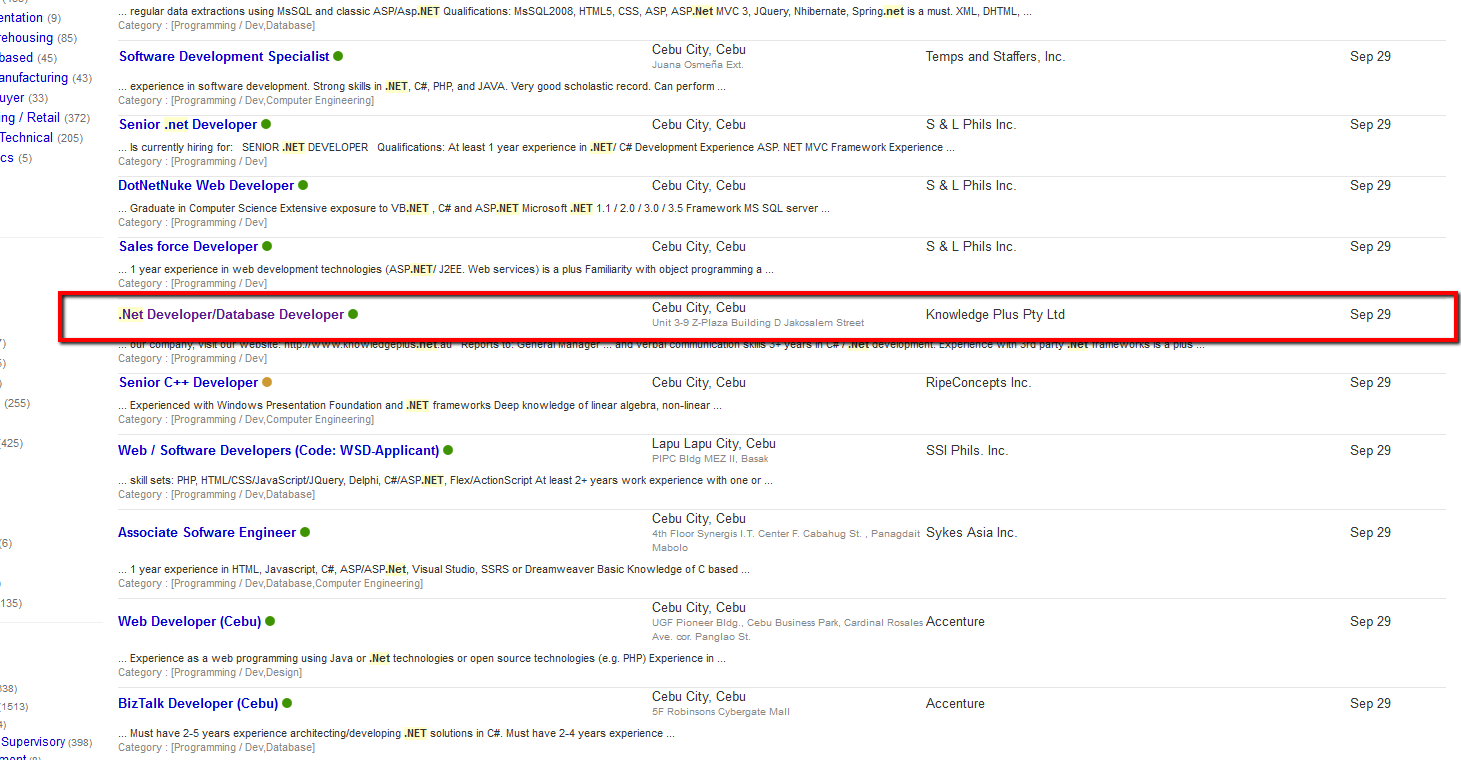 ... regular data extractions using MsSQL and classic ASP/Asp.NET Qualifications: MsSQL2008, HTML5, CSS, ASP, ASP.Net MVC 3, JQuery, Nhibernate, Spring.net is a must. XML, DHTML, ...
Category : [Programming / Dev,Database]
entation (9)
rehousing (85)
based (45)
anufacturing (43)
uyer (33)
ing / Retail (372)
Technical (205)
cs (5)
Software Development Specialist Cebu City, Cebu Temps and Staffers, Inc. Sep 29
Juana Osmeña Ext.
... experience in software development. Strong skills in .NET, C#, PHP, and JAVA. Very good scholastic record. Can perform ...
Category : [Programming / Dev,Computer Engineering]
Senior .net Developer Cebu City, Cebu S & L Phils Inc. Sep 29
... Is currently hiring for: SENIOR .NET DEVELOPER Qualifications: At least 1 year experience in .NET/ C# Development Experience ASP. NET MVC Framework Experience ...
Category : [Programming / Dev]
DotNetNuke Web Developer Cebu City, Cebu S & L Phils Inc. Sep 29
... Graduate in Computer Science Extensive exposure to VB.NET , C# and ASP.NET Microsoft .NET 1.1 / 2.0 / 3.0 / 3.5 Framework MS SQL server ...
Category : [Programming / Dev]
Sales force Developer Cebu City, Cebu S & L Phils Inc. Sep 29
... 1 year experience in web development technologies (ASP.NET/ J2EE. Web services) is a plus Familiarity with object programming a ...
Category : [Programming / Dev]
.Net Developer/Database Developer Cebu City, Cebu Knowledge Plus Pty Ltd Sep 29
Unit 3-9 Z-Plaza Building D Jakosalem Street
... our company, visit our website: http://www.knowledgeplus.net.au Reports to: General Manager ... and verbal communication skills 3+ years in C# / .Net development. Experience with 3rd party .Net frameworks is a plus ...
Category : [Programming / Dev]
Senior C++ Developer Cebu City, Cebu RipeConcepts Inc. Sep 29
... Experienced with Windows Presentation Foundation and .NET frameworks Deep knowledge of linear algebra, non-linear ...
Category : [Programming / Dev,Computer Engineering]
(255)
Web / Software Developers (Code: WSD-Applicant) Lapu Lapu City, Cebu SSI Phils. Inc. Sep 29
PIPC Bldg MEZ II, Basak
(425)
... skill sets: PHP, HTML/CSS/JavaScript/JQuery, Delphi, C#/ASP.NET, Flex/ActionScript At least 2+ years work experience with one or ...
Category : [Programming / Dev,Database]
Associate Sofware Engineer Cebu City, Cebu Sykes Asia Inc. Sep 29
4th Floor Synergis I.T. Center F. Cabahug St. , Panagdait
Mabolo
(6)
... 1 year experience in HTML, Javascript, C#, ASP/ASP.Net, Visual Studio, SSRS or Dreamweaver Basic Knowledge of C based ...
Category : [Programming / Dev,Database,Computer Engineering]
135)
Web Developer (Cebu) Cebu City, Cebu Accenture Sep 29
UGF Pioneer Bldg., Cebu Business Park, Cardinal Rosales
Ave. cor. Panglao St.
... Experience as a web programming using Java or .Net technologies or open source technologies (e.g. PHP) Experience in ...
Category : [Programming / Dev,Design]
338)
(1513)
BizTalk Developer (Cebu) Cebu City, Cebu Accenture Sep 29
5F Robinsons Cybergate Mall
4)
Supervisory (398)
... Must have 2-5 years experience architecting/developing .NET solutions in C#. Must have 2-4 years experience ...
Category : [Programming / Dev,Database]